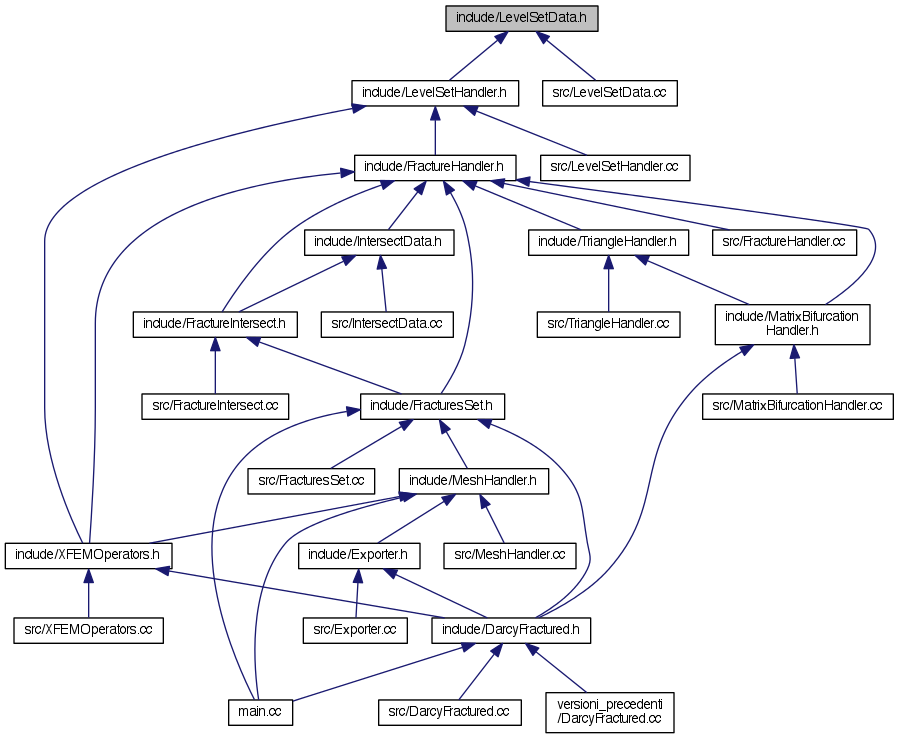 include/LevelSetData.h
include/LevelSetHandler.h
src/LevelSetData.cc
include/FractureHandler.h
src/LevelSetHandler.cc
include/IntersectData.h
include/TriangleHandler.h
src/FractureHandler.cc
include/FractureIntersect.h
src/IntersectData.cc
src/TriangleHandler.cc
include/MatrixBifurcation
Handler.h
src/FractureIntersect.cc
include/FracturesSet.h
src/MatrixBifurcationHandler.cc
src/FracturesSet.cc
include/MeshHandler.h
include/XFEMOperators.h
include/Exporter.h
src/MeshHandler.cc
src/XFEMOperators.cc
src/Exporter.cc
include/DarcyFractured.h
main.cc
src/DarcyFractured.cc
versioni_precedenti
/DarcyFractured.cc